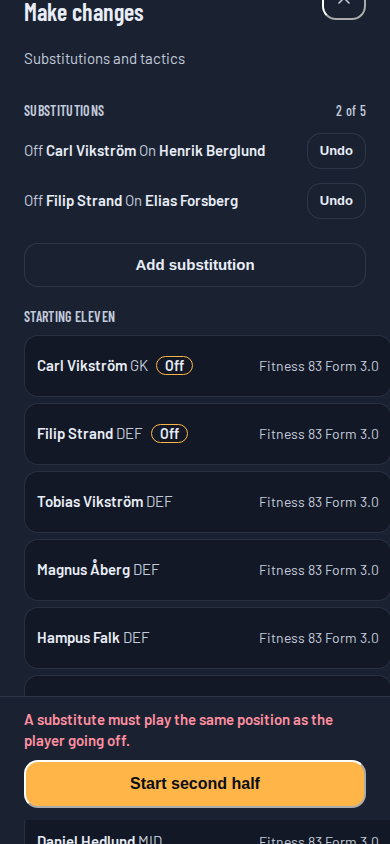 Make changes
Substitutions and tactics
SUBSTITUTIONS 2 of 5
Off Carl Vikström On Henrik Berglund Undo
Off Filip Strand On Elias Forsberg Undo
Add substitution
STARTING ELEVEN
Carl Vikström GK Off Fitness 83 Form 3.0
Filip Strand DEF Off Fitness 83 Form 3.0
Tobias Vikström DEF Fitness 83 Form 3.0
Magnus Åberg DEF Fitness 83 Form 3.0
Hampus Falk DEF Fitness 83 Form 3.0
A substitute must play the same position as the
player going off.
Start second half
Daniel Hedlund MID Fitness 83 Form 3.0